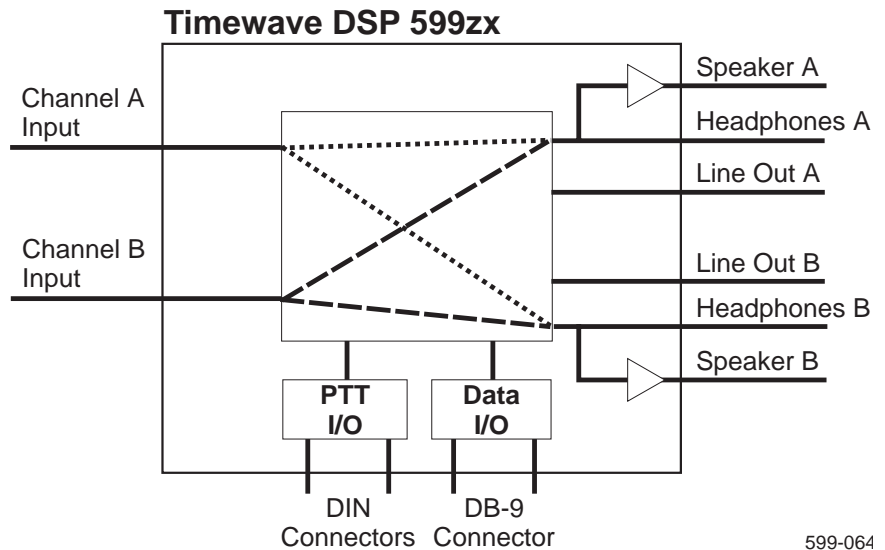 Timewave DSP 599zx
Channel A
Input
Channel B
Input
Speaker A
Headphones A
Line Out A
Line Out B
Headphones B
Speaker B
PTT
I/O
Data
I/O
DIN
Connectors
DB-9
Connector
599-064